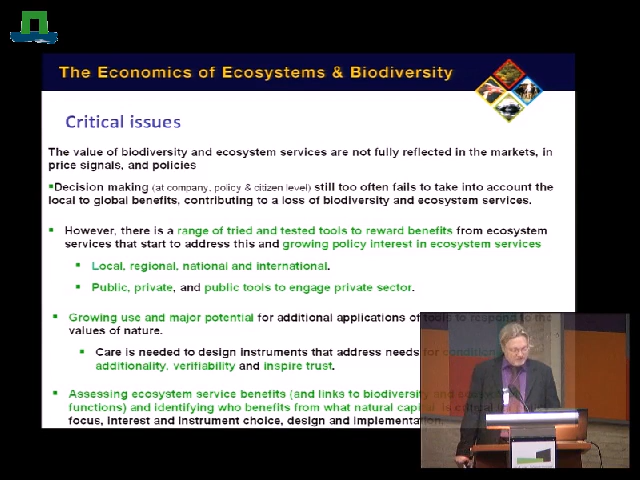 The Economics of Ecosystems & Biodiversity
Critical issues
The value of biodiversity and ecosystem services are not fully reflected in the markets, in
price signals, and policies
Decision making (at company, policy & citizen level) still too often fails to take into account the
local to global benefits, contributing to a loss of biodiversity and ecosystem services.
However, there is a range of tried and tested tools to reward benefits from ecosystem
services that start to address this and growing policy interest in ecosystem services
Local, regional, national and international.
Public, private, and public tools to engage private sector.
Growing use and major potential for additional applications of tools to respond to the
values of nature.
Care is needed to design instruments that address needs for
additionality, verifiability and inspire trust.
Assessing ecosystem service benefits (and links to biodiversity and
functions) and identifying who benefits from what natural capital is critical
focus, interest and instrument choice, design and implementation.